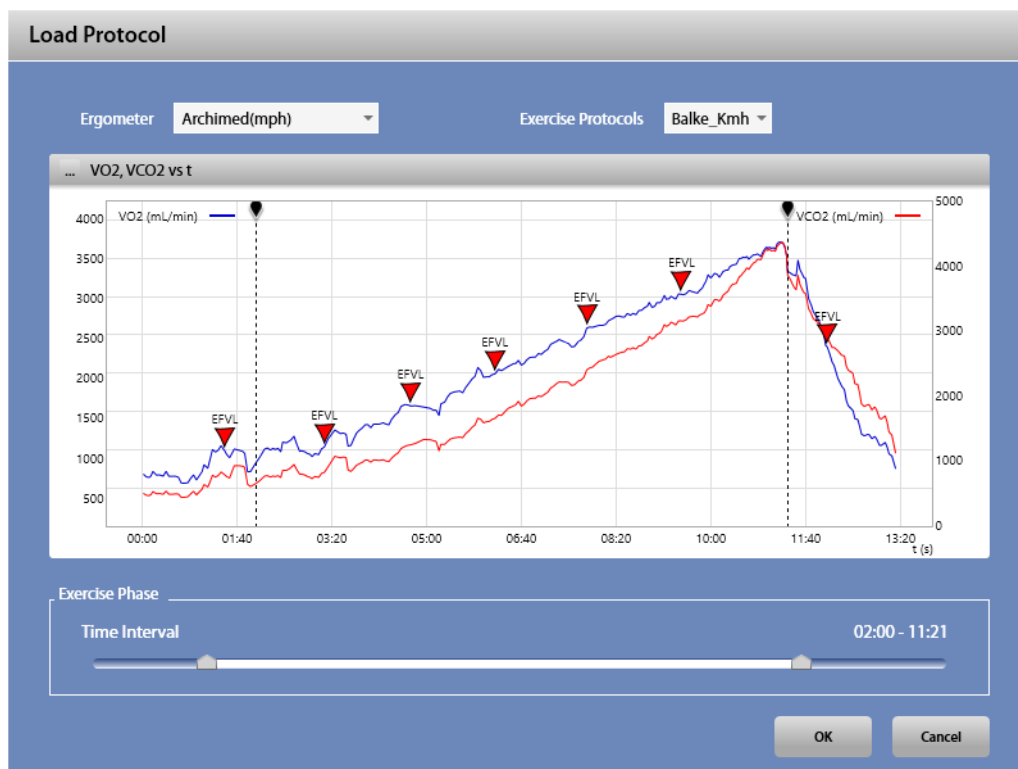 Load Protocol
Ergometer Archimed(mph) Exercise Protocols Balke_Kmh
... VO2, VCO2 vs t
VO2 (mL/min) VCO2 (mL/min)
4000
3500
3000
2500
2000
1500
1000
500
5000
4000
3000
2000
1000
0
EFVL
EFVL
EFVL
EFVL
EFVL
EFVL
EFVL
00:00 01:40 03:20 05:00 06:40 08:20 10:00 11:40 13:20
t (s)
Exercise Phase
Time Interval 02:00 - 11:21
OK Cancel